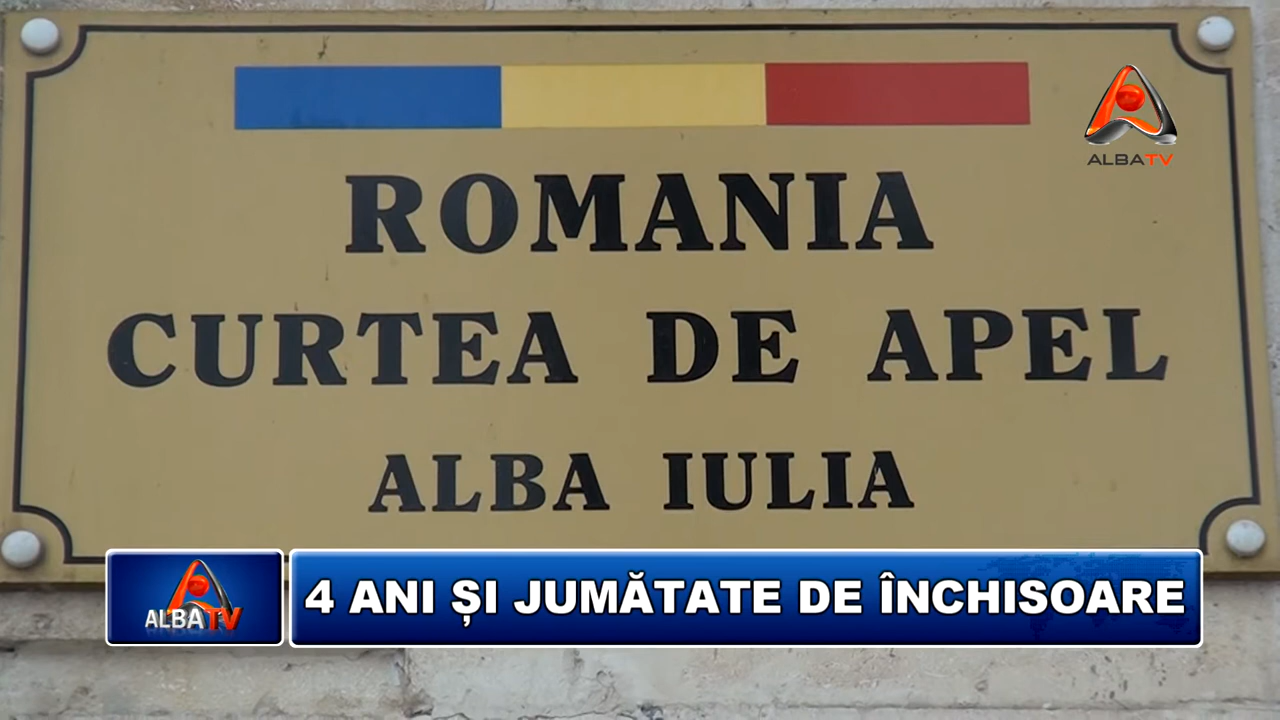 ALBATV
ROMANIA
CURTEA DE APEL
ALBA IULIA
ALBATV
4 ANI ȘI JUMĂTATE DE ÎNCHISOARE